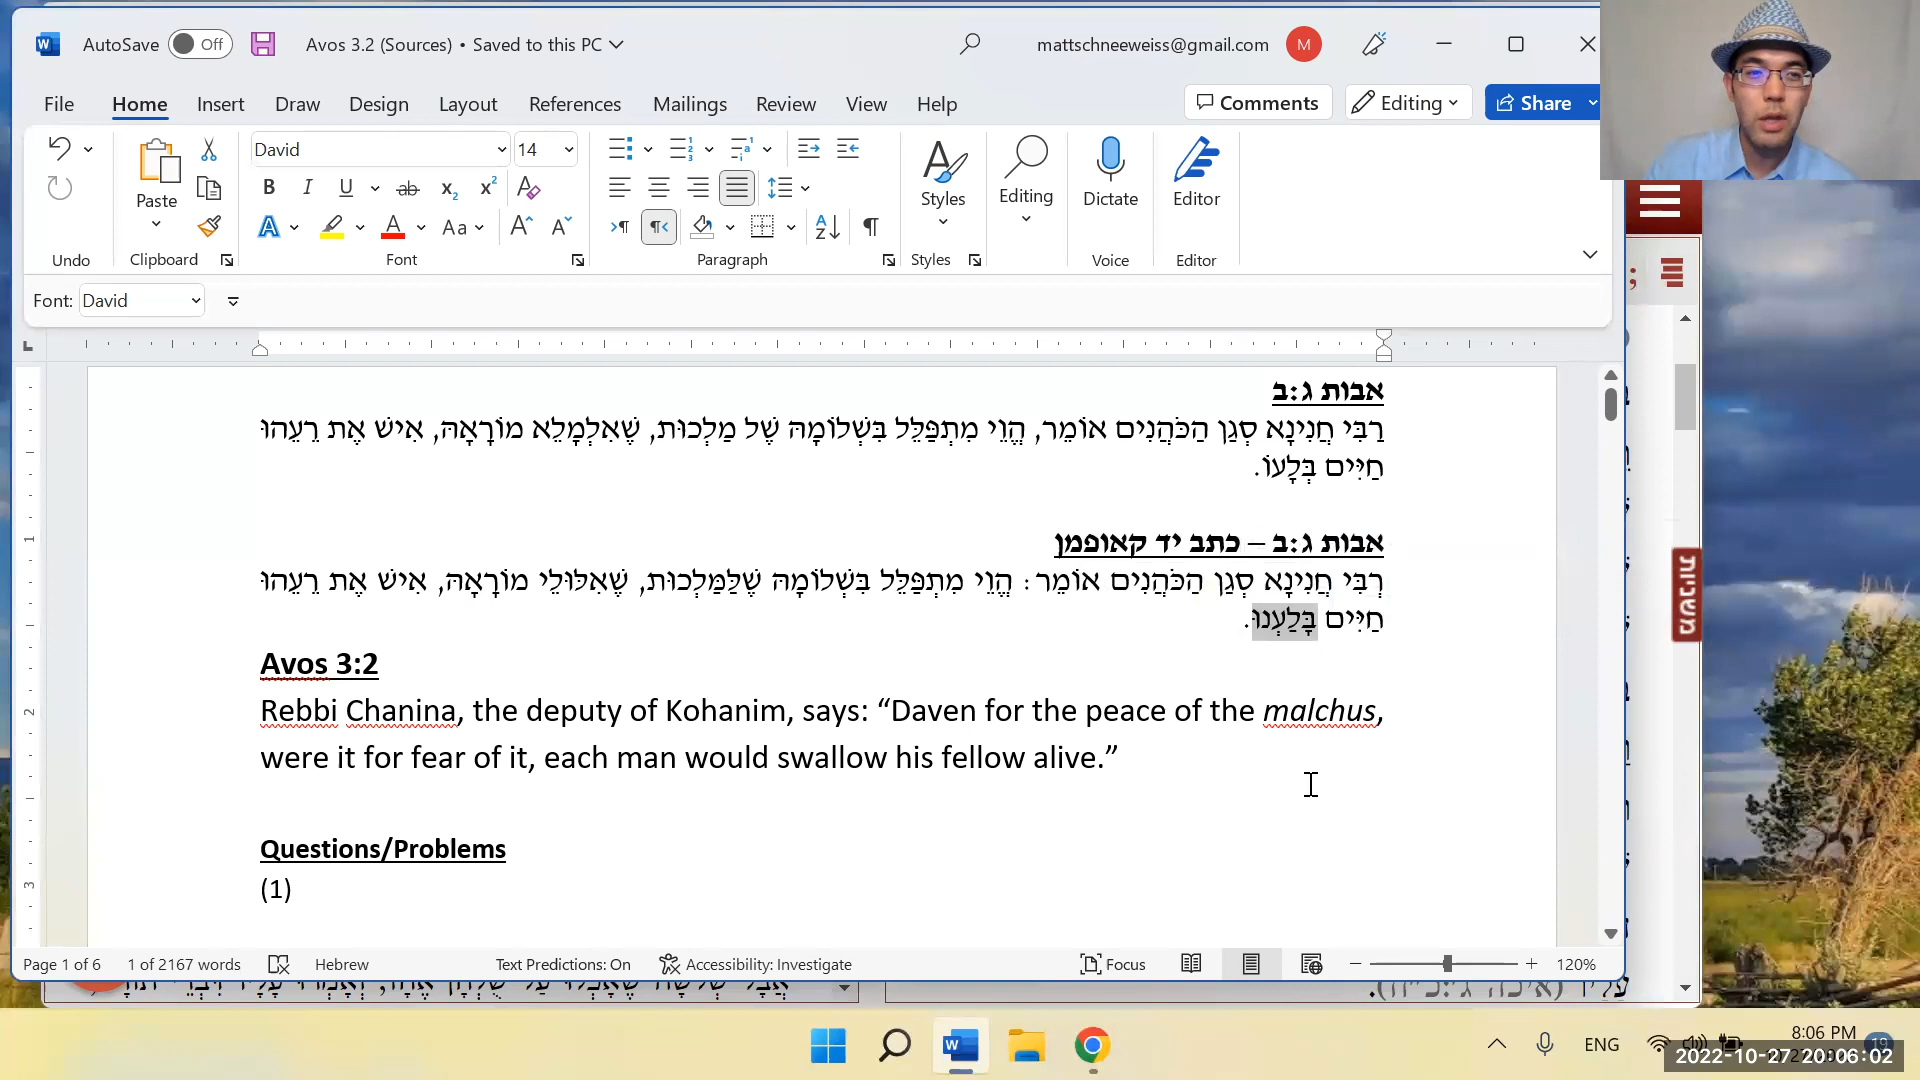 AutoSave Off Avos 3.2 (Sources) • Saved to this PC mattschneeweiss@gmail.com M
File Home Insert Draw Design Layout References Mailings Review View Help Comments Editing Share
David 14
Paste Styles Editing Dictate Editor
Undo Clipboard Font Paragraph Styles Voice Editor
Font: David
אבות ג:ב
רַבִּי חֲנִינָא סְגַן הַכֹּהֲנִים אוֹמֵר, הֱוֵי מִתְפַּלֵּל בִּשְׁלוֹמָהּ שֶׁל מַלְכוּת, שֶׁאִלְמָלֵא מוֹרָאָהּ, אִישׁ אֶת רֵעֵהוּ
חַיִּים בְּלָעוֹ.
אבות ג:ב – כתב יד קאופמן
רְבִּי חֲנִינָא סְגַן הַכֹּהֲנִים אוֹמֵר: הֱוֵי מִתְפַּלֵּל בִּשְׁלוֹמָהּ שֶׁלַּמַּלְכוּת, שֶׁאִלּוּלֵי מוֹרָאָהּ, אִישׁ אֶת רֵעֵהוּ
חַיִּים בָּלַעְנוּ.
Avos 3:2
Rebbi Chanina, the deputy of Kohanim, says: “Daven for the peace of the malchus,
were it for fear of it, each man would swallow his fellow alive.”
Questions/Problems
(1)
משניות
Page 1 of 6 1 of 2167 words Hebrew Text Predictions: On Accessibility: Investigate Focus 120%
ENG 8:06 PM 19
2022-10-27 20:06:02